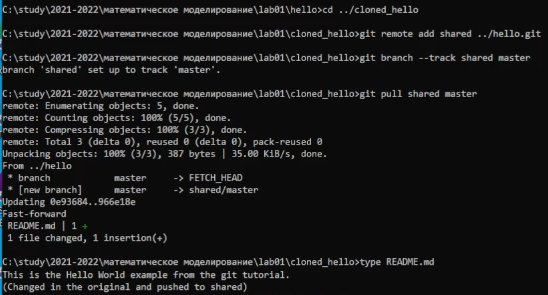 C:\study\2021-2022\математическое моделирование\lab01\hello>cd ../cloned_hello
C:\study\2021-2022\математическое моделирование\lab01\cloned_hello>git remote add shared ../hello.git
C:\study\2021-2022\математическое моделирование\lab01\cloned_hello>git branch --track shared master
branch 'shared' set up to track 'master'.
C:\study\2021-2022\математическое моделирование\lab01\cloned_hello>git pull shared master
remote: Enumerating objects: 5, done.
remote: Counting objects: 100% (5/5), done.
remote: Compressing objects: 100% (3/3), done.
remote: Total 3 (delta 0), reused 0 (delta 0), pack-reused 0
Unpacking objects: 100% (3/3), 387 bytes | 35.00 KiB/s, done.
From ../hello
 * branch            master     -> FETCH_HEAD
 * [new branch]      master     -> shared/master
Updating 0e93684..966e18e
Fast-forward
 README.md | 1 +
 1 file changed, 1 insertion(+)
C:\study\2021-2022\математическое моделирование\lab01\cloned_hello>type README.md
This is the Hello World example from the git tutorial.
(Changed in the original and pushed to shared)